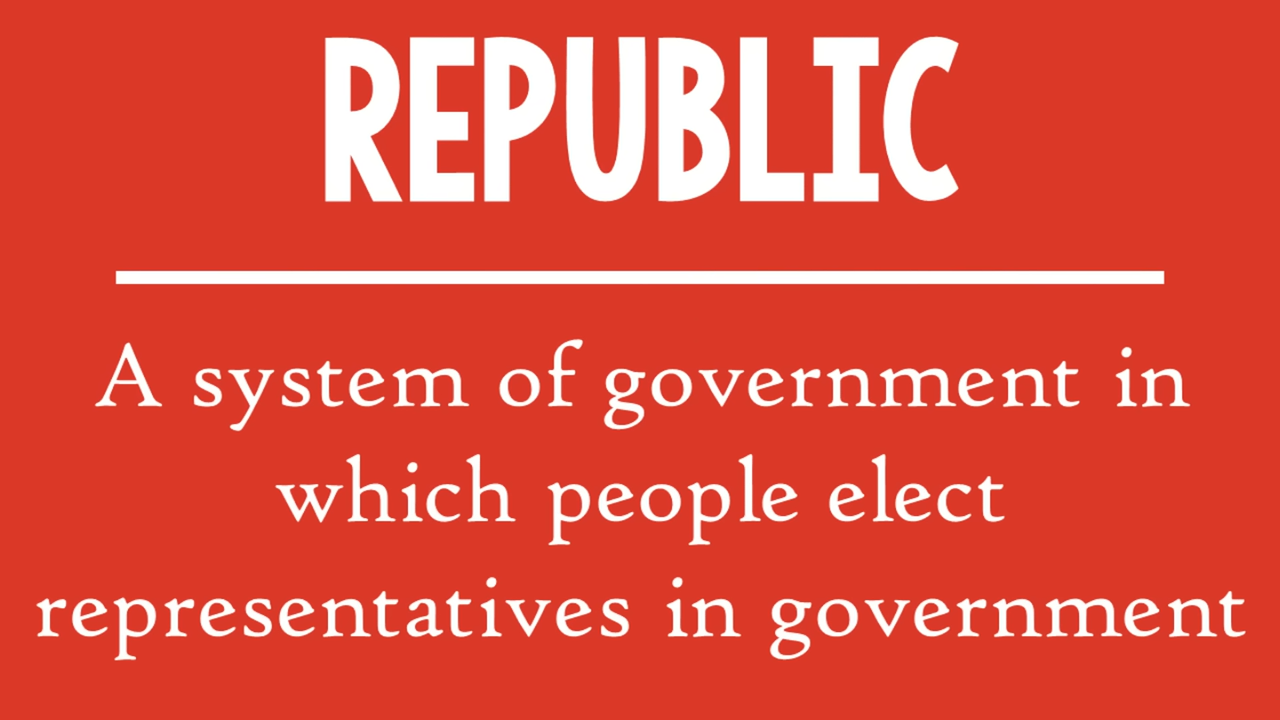 REPUBLIC
A system of government in
which people elect
representatives in government